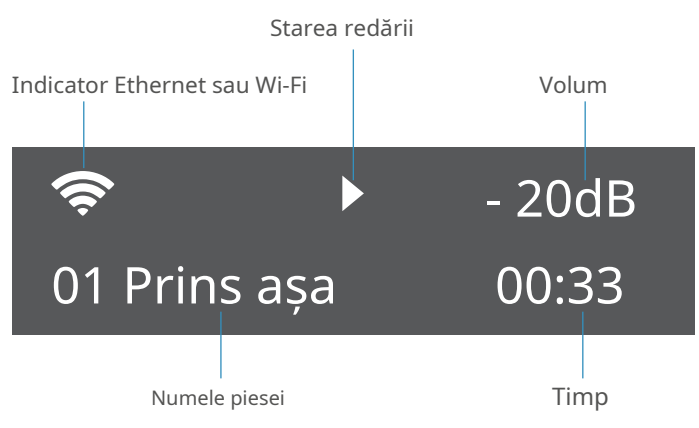 Starea redării
Indicator Ethernet sau Wi-Fi
Volum
- 20dB
01 Prins așa
00:33
Numele piesei
Timp